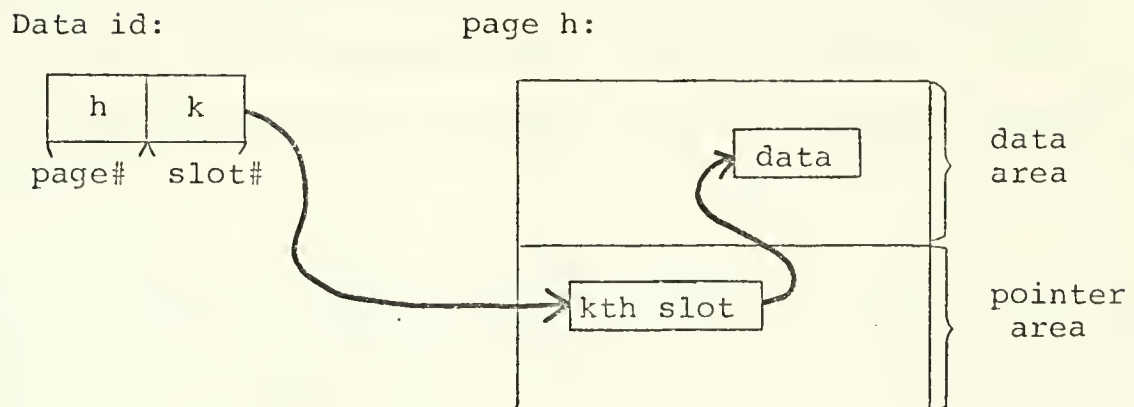 Data id:
page h:
h k
page# slot#
data
data
area
kth slot
pointer
area